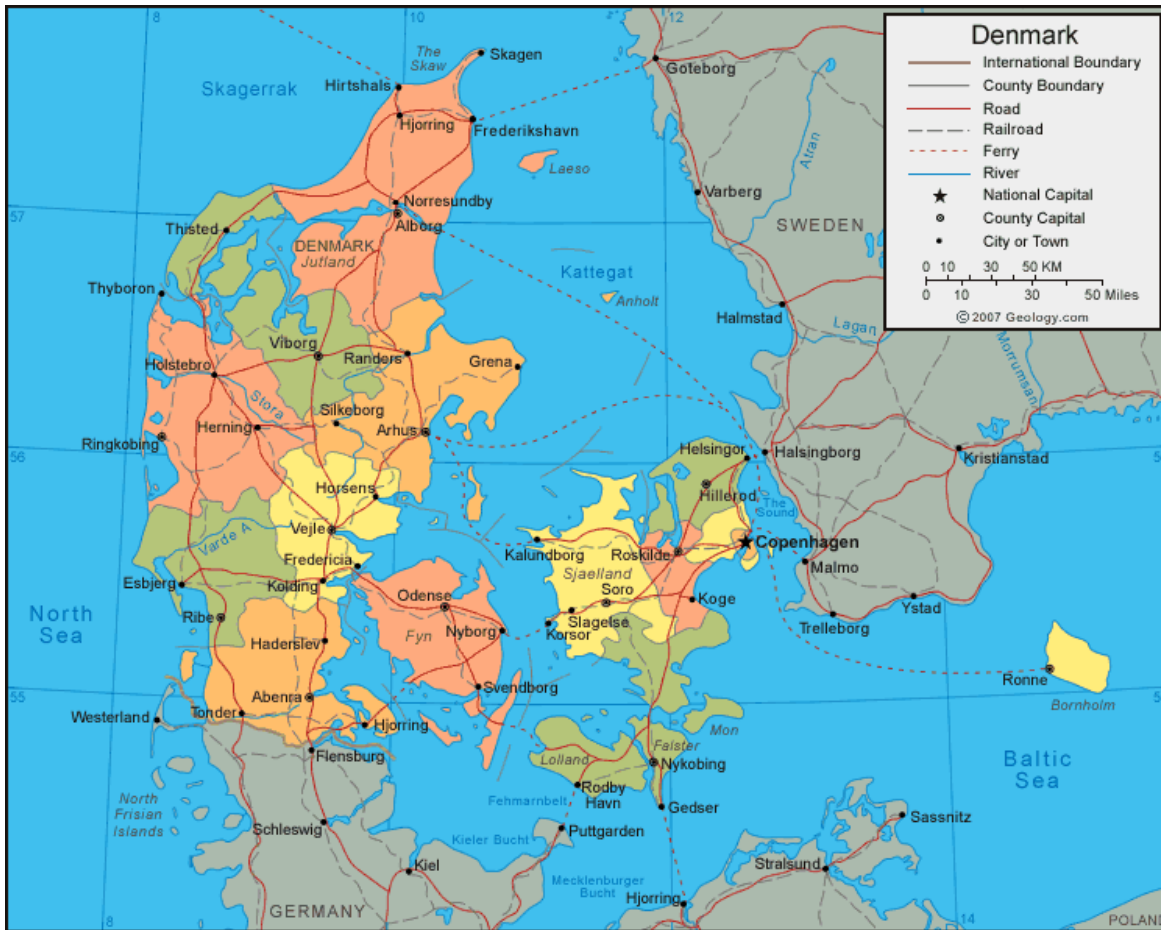 8
10
12
Denmark
International Boundary
County Boundary
Road
Railroad
Ferry
River
National Capital
County Capital
City or Town
0 10 30 50 KM
0 10 30 50 Miles
© 2007 Geology.com
The
Skaw
Skagen
Goteborg
Skagerrak
Hirtshals
Hjorring
Frederikshavn
Laeso
Atran
Varberg
Norresundby
57
Alborg
Thisted
SWEDEN
DENMARK
Jutland
Kattegat
Thyboron
Anholt
Halmstad
Lagan
Morrumsan
Viborg
Randers
Grena
Holstebro
Stora
Silkeborg
Herning
Arhus
Ringkobing
56
Helsingor
Halsingborg
Kristianstad
5
Horsens
Hillerod
The
Sound
Vejle
Varde A
Kalundborg
Roskilde
Copenhagen
Fredericia
Malmo
Sjaelland
Esbjerg
Kolding
Odense
Soro
Koge
Ystad
North
Sea
Ribe
Fyn
Nyborg
Slagelse
Korsor
Trelleborg
Haderslev
Ronne
55
Abenra
Svendborg
Bornholm
5
Westerland
Tonder
Hjorring
Mon
Flensburg
Lolland
Falster
Nykobing
Baltic
Sea
Rodby
Havn
North
Frisian
Islands
Fehmarnbelt
Gedser
Schleswig
Puttgarden
Sassnitz
Kieler Bucht
Kiel
Stralsund
Mecklenburger
Bucht
Hjorring
GERMANY
8
14
POLAND